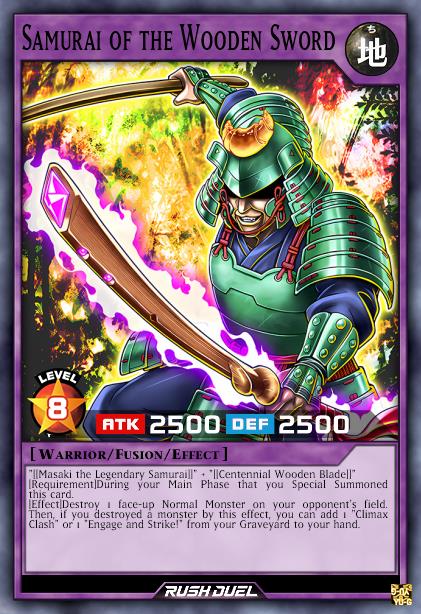 Samurai of the Wooden Sword
ち
地
LEVEL
8
ATK 2500 DEF 2500
[ Warrior/Fusion/Effect ]
"||Masaki the Legendary Samurai||" + "||Centennial Wooden Blade||"
|Requirement|During your Main Phase that you Special Summoned
this card.
|Effect|Destroy 1 face-up Normal Monster on your opponent's field.
Then, if you destroyed a monster by this effect, you can add 1 "Climax
Clash" or 1 "Engage and Strike!" from your Graveyard to your hand.
RUSH DUEL